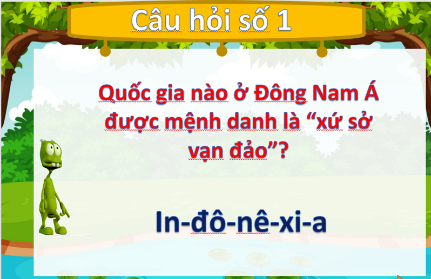 Câu hỏi số 1
Quốc gia nào ở Đông Nam Á
được mệnh danh là “xứ sở
vạn đảo”?
In-đô-nê-xi-a